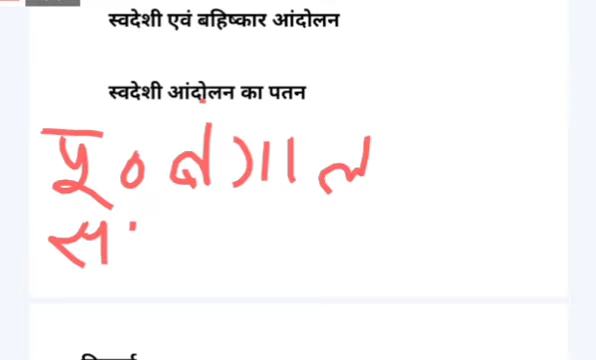 स्वदेशी एवं बहिष्कार आंदोलन
स्वदेशी आंदोलन का पतन
पू० बंगाल
स